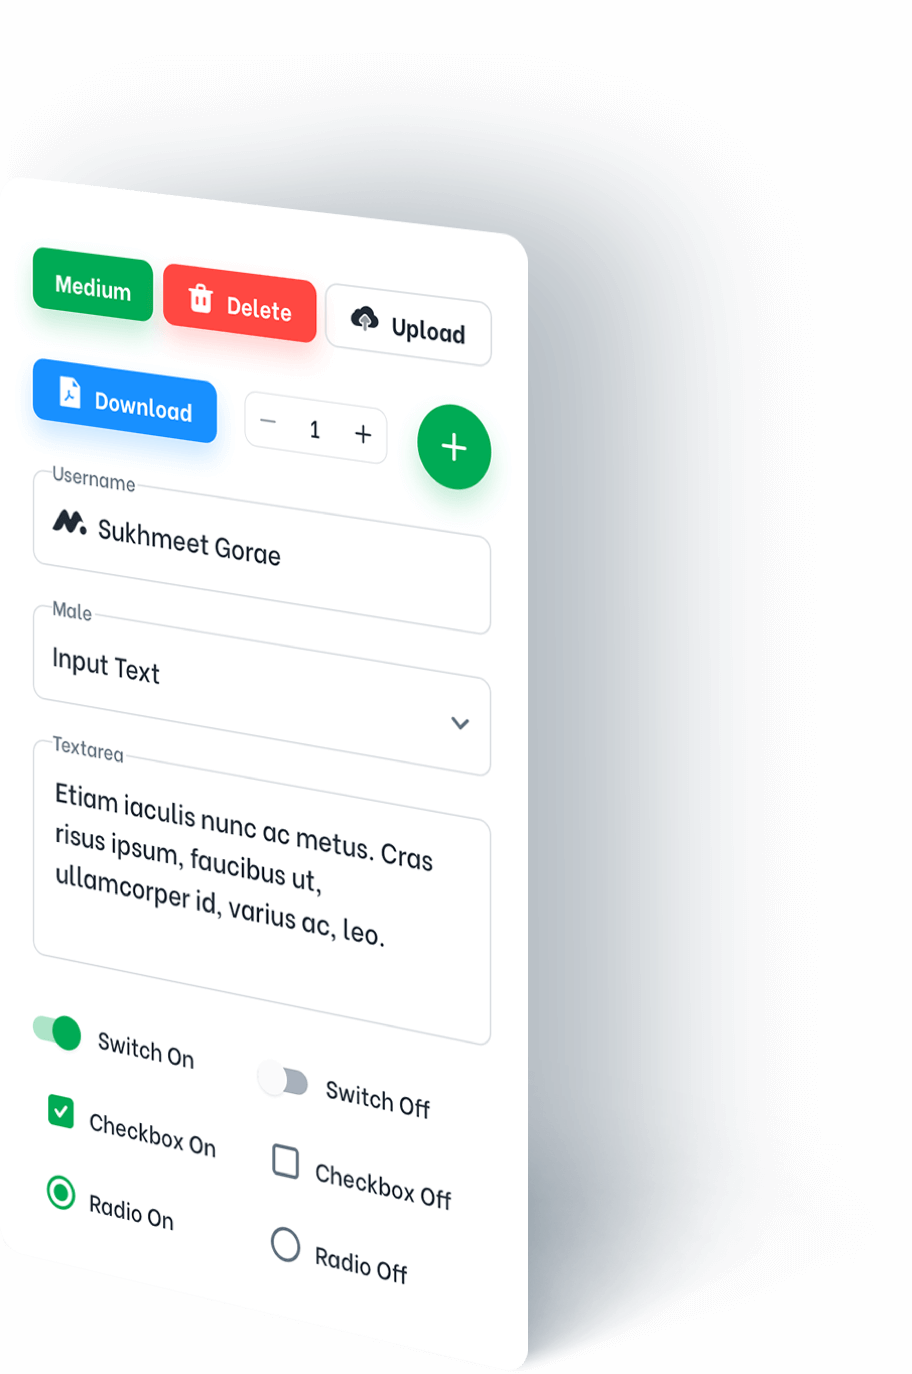 Medium
Delete
Upload
Download
1
Username
Sukhmeet Gorae
Male
Input Text
Textarea
Etiam iaculis nunc ac metus. Cras
risus ipsum, faucibus ut,
ullamcorper id, varius ac, leo.
Switch On
Switch Off
Checkbox On
Checkbox Off
Radio On
Radio Off